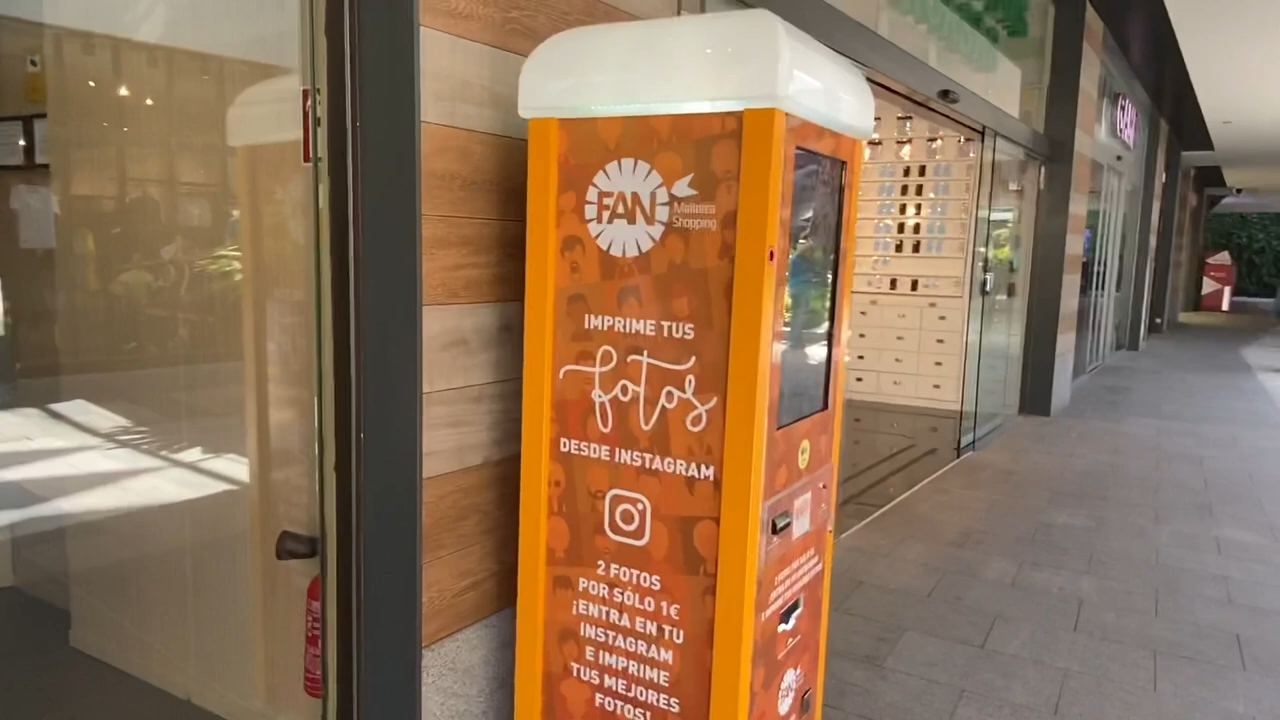 FAN
Mallorca
Shopping
IMPRIME TUS
fotos
DESDE INSTAGRAM
2 FOTOS
POR SÓLO 1€
¡ENTRA EN TU
INSTAGRAM
E IMPRIME
TUS MEJORES
FOTOS!